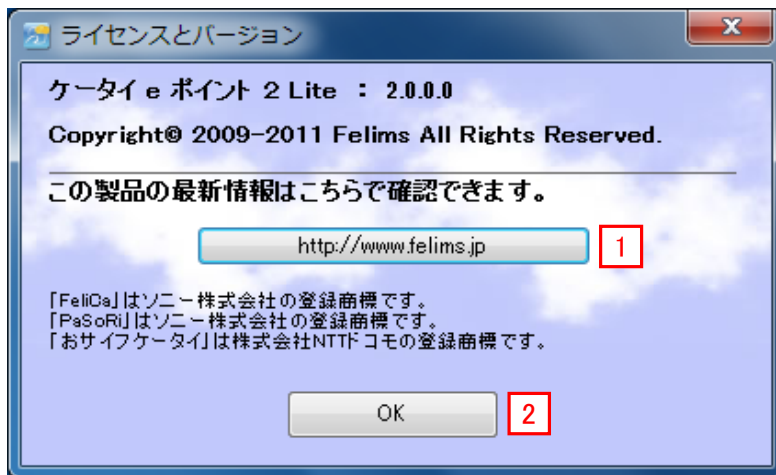 ライセンスとバージョン
x
ケータイ e ポイント 2 Lite : 2.0.0.0
Copyright© 2009-2011 Felims All Rights Reserved.
この製品の最新情報はこちらで確認できます。
http://www.felims.jp 1
「FeliCa」はソニー株式会社の登録商標です。
「PaSoRi」はソニー株式会社の登録商標です。
「おサイフケータイ」は株式会社NTTドコモの登録商標です。
OK 2